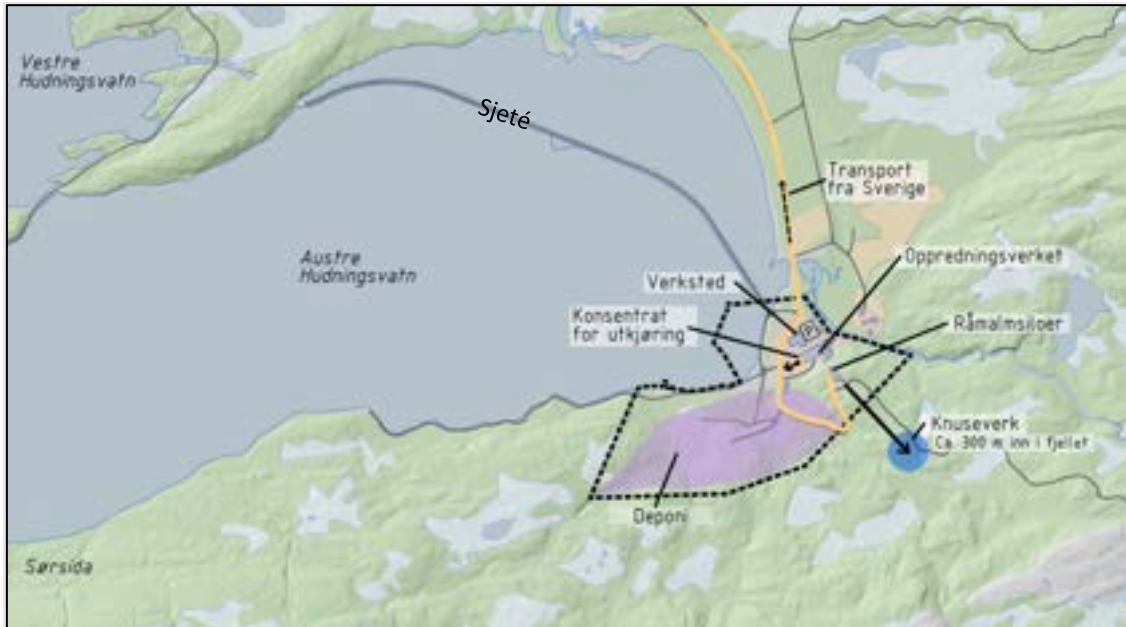 Vestre
Hudningsvatn
Sjeté
Transport
fra Sverige
Austre
Hudningsvatn
Oppredningsverket
Verksted
P
Konsentrat
for utkjøring
Råmalmsiloer
Knuseverk
Ca. 300 m inn i fjellet
Deponi
Sørsida